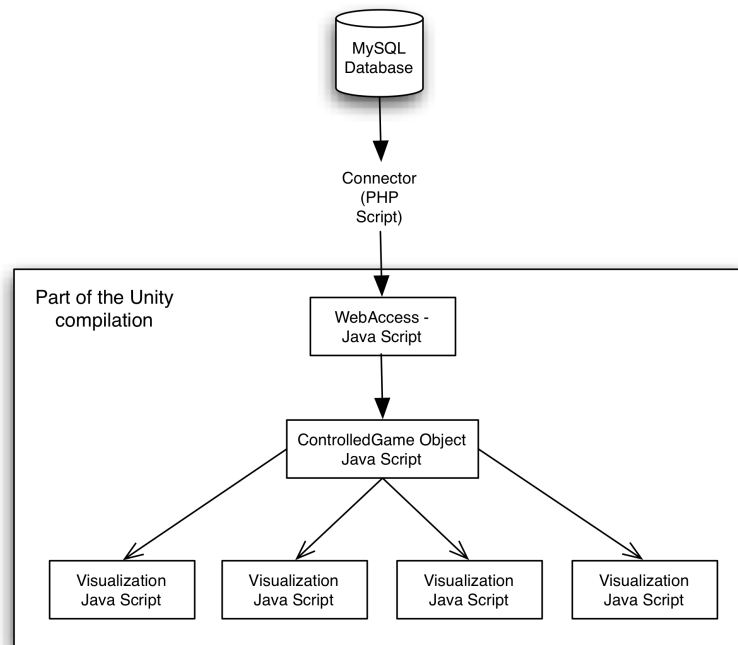 MySQL
Database
Connector
(PHP
Script)
Part of the Unity
compilation
WebAccess -
Java Script
ControlledGame Object
Java Script
Visualization
Java Script
Visualization
Java Script
Visualization
Java Script
Visualization
Java Script